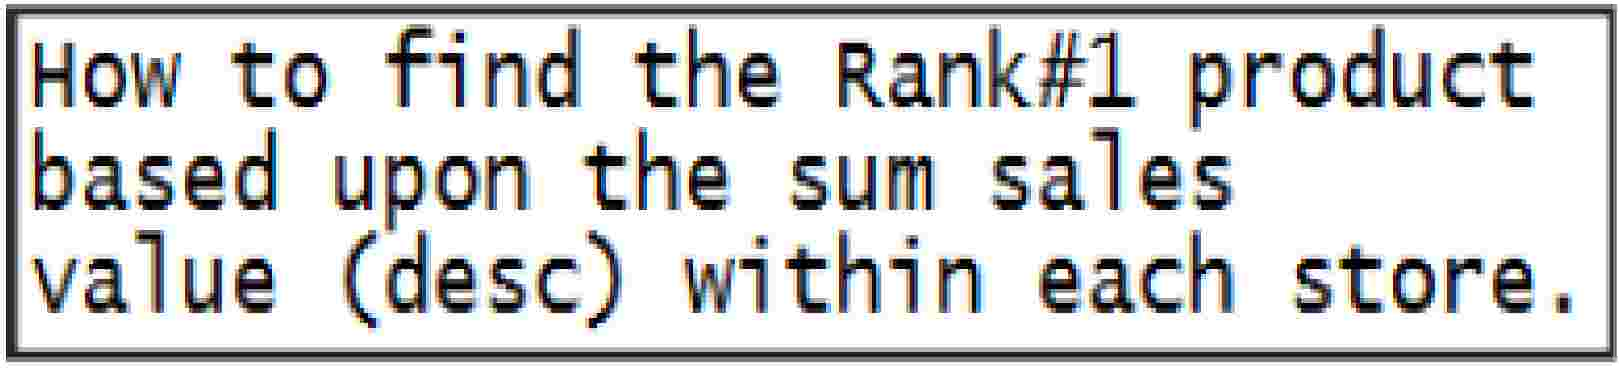 How to find the Rank#1 product
based upon the sum sales
value (desc) within each store.